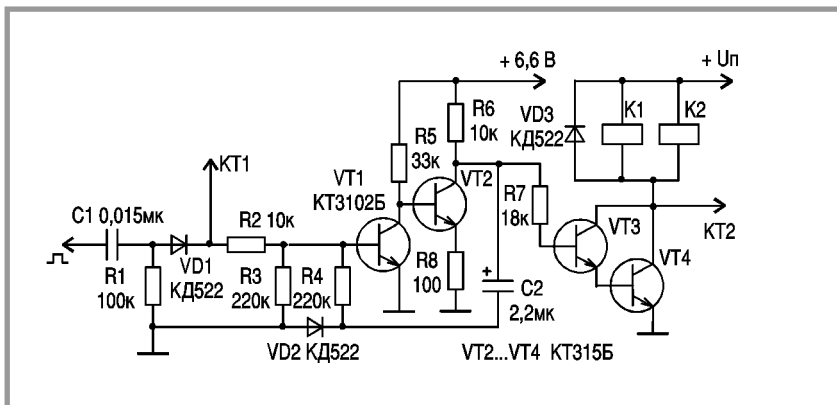 + 6,6 В
+ Uп
R6
10к
VD3
КД522
K1
K2
R5
33к
КТ1
VT1
КТ3102Б
VT2
R7
18к
C1 0,015мк
R2 10к
VT3
КТ2
R1
100к
VD1
КД522
R3
220к
R4
220к
R8
100
VT4
+
C2
2,2мк
VD2 КД522
VT2...VT4 КТ315Б